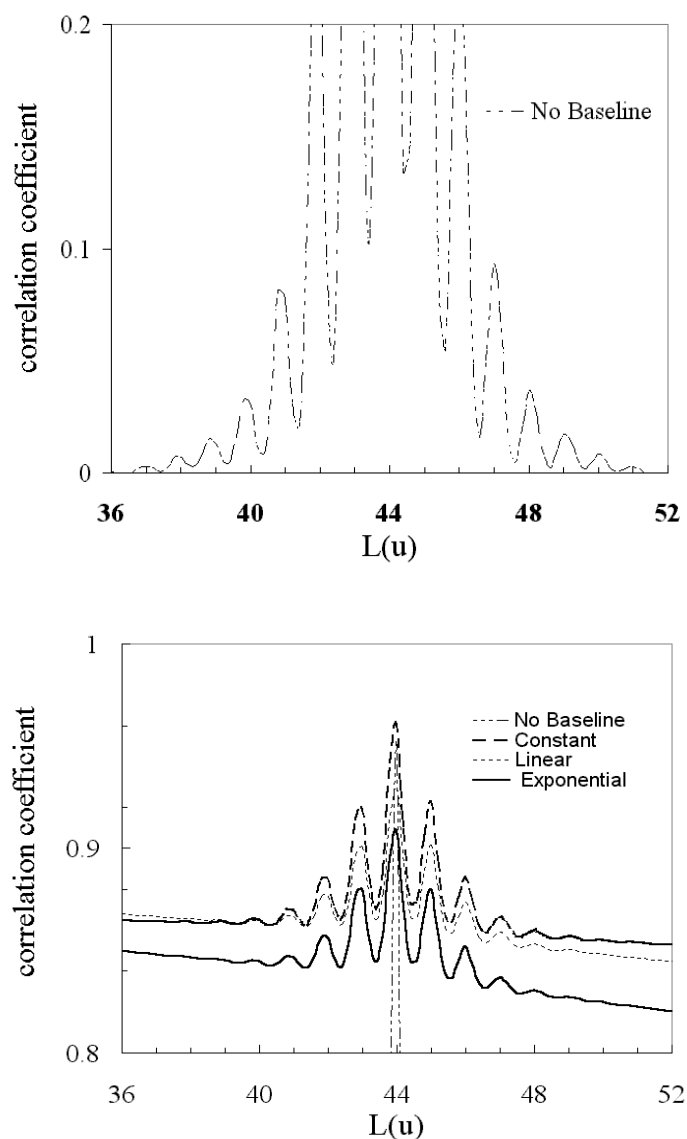 0.2
No Baseline
correlation coefficient
0.1
0
36 40 44 48 52
L(u)
1
No Baseline
Constant
Linear
Exponential
correlation coefficient
0.9
0.8
36 40 44 48 52
L(u)